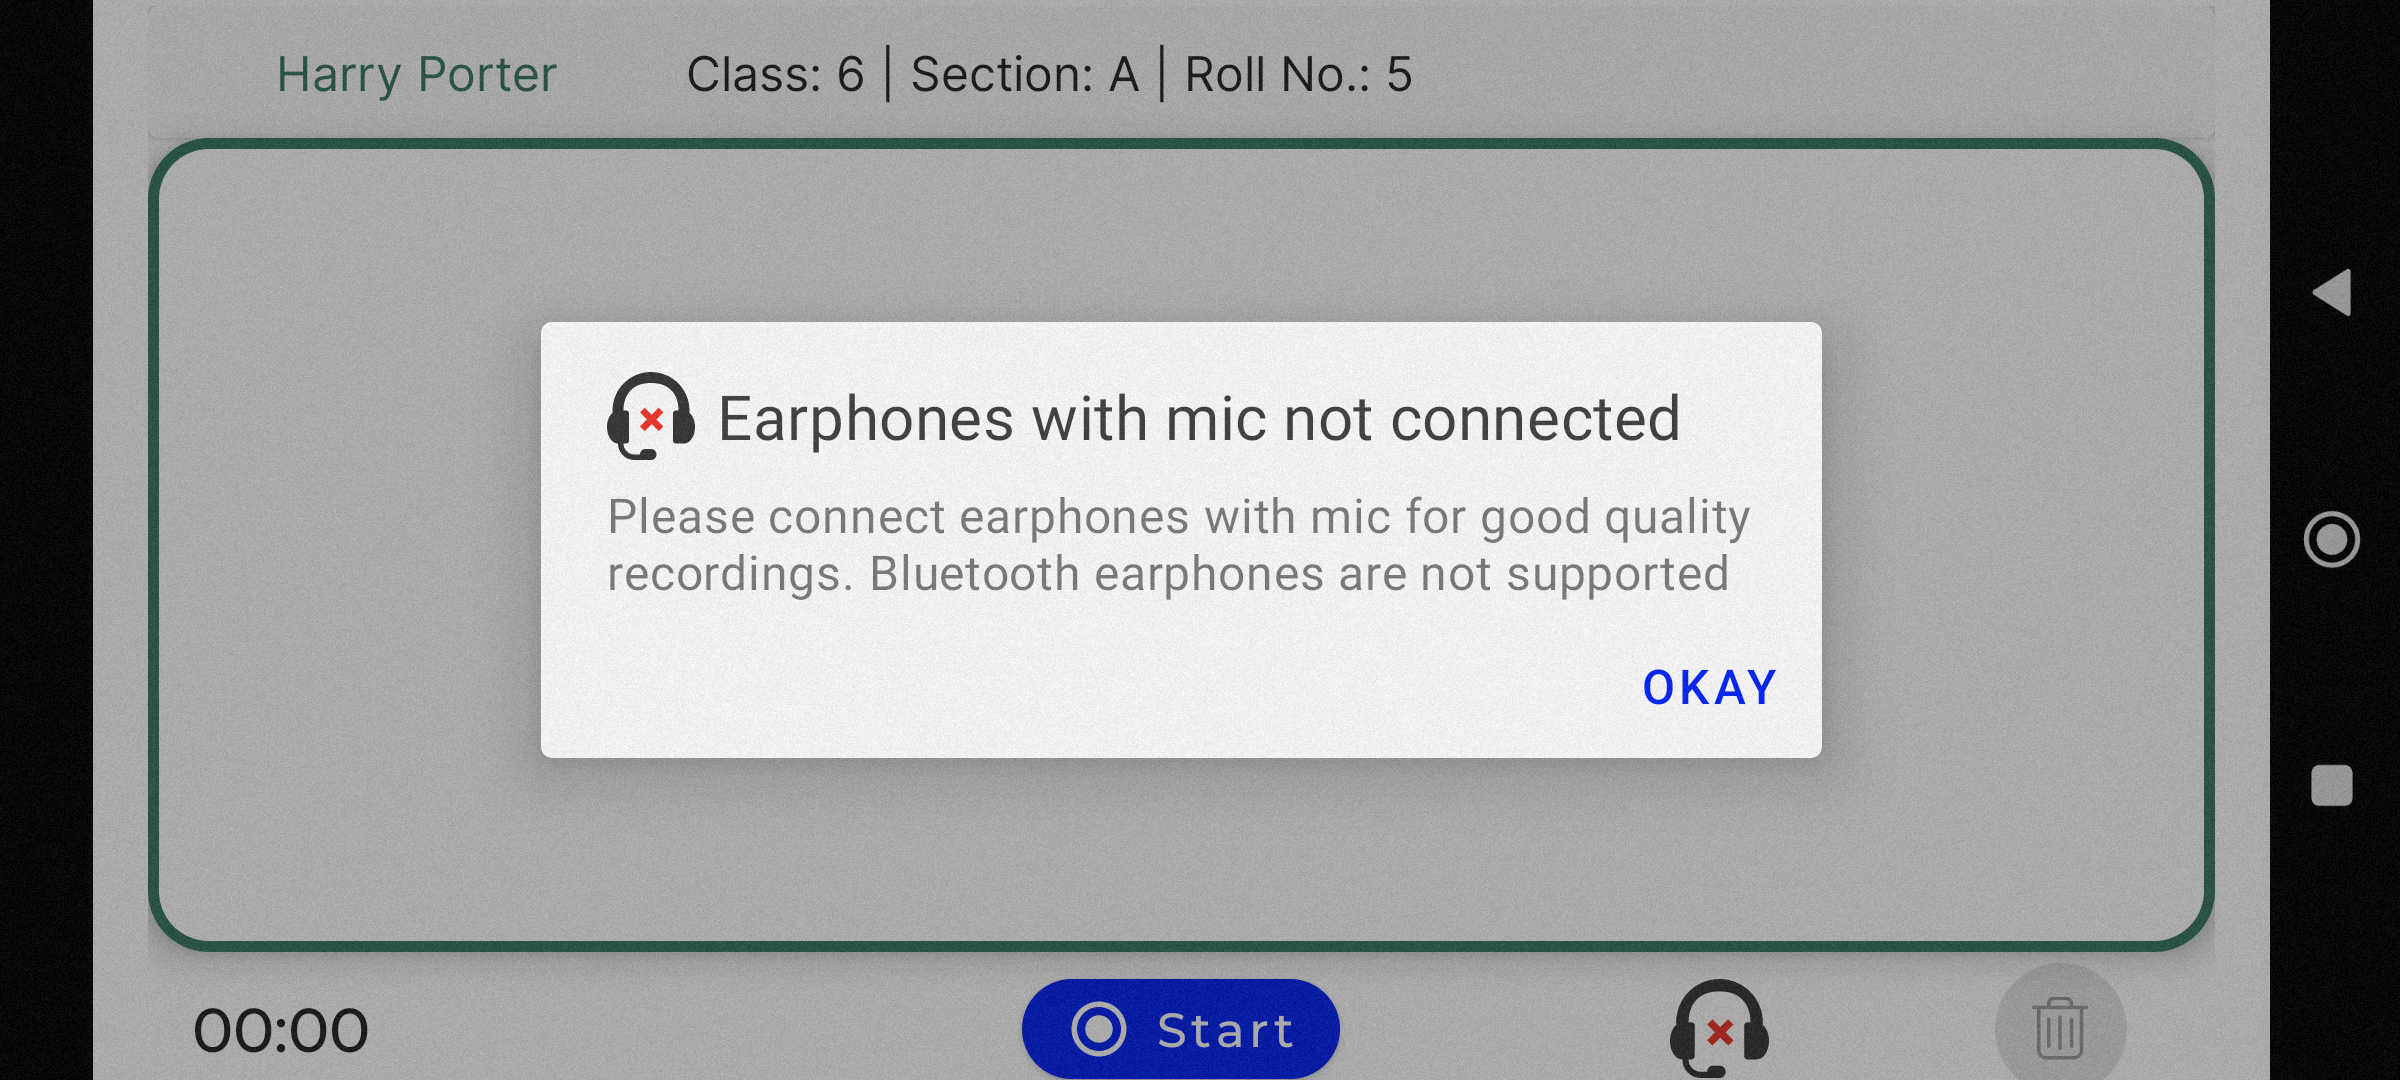 Harry Porter Class: 6 | Section: A | Roll No.: 5
Earphones with mic not connected
Please connect earphones with mic for good quality
recordings. Bluetooth earphones are not supported
OKAY
00:00 Start